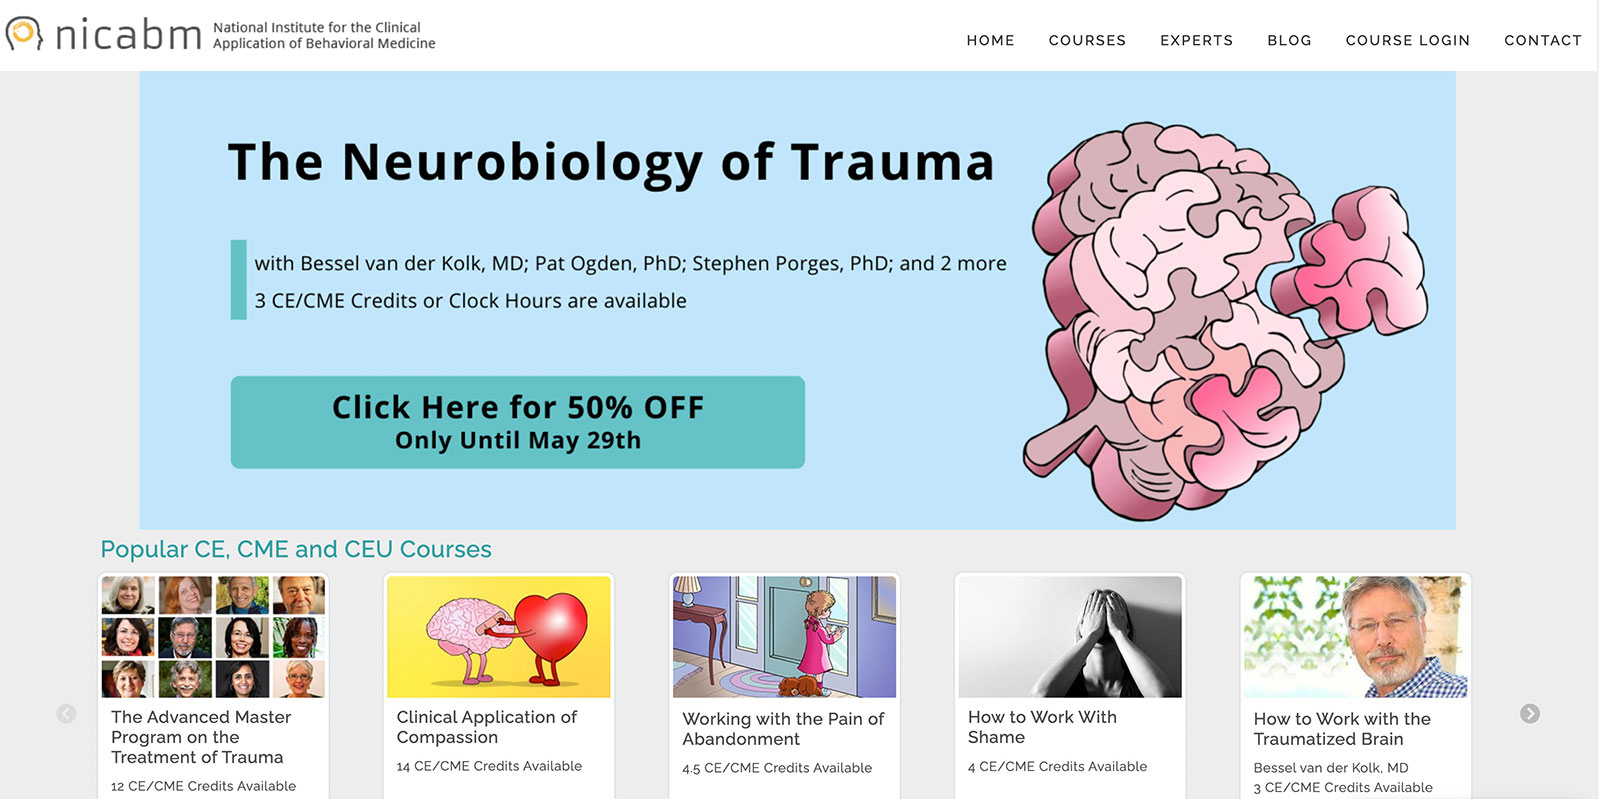 nicabm
National Institute for the Clinical
Application of Behavioral Medicine
HOME COURSES EXPERTS BLOG COURSE LOGIN CONTACT
The Neurobiology of Trauma
with Bessel van der Kolk, MD; Pat Ogden, PhD; Stephen Porges, PhD; and 2 more
3 CE/CME Credits or Clock Hours are available
Click Here for 50% OFF
Only Until May 29th
Popular CE, CME and CEU Courses
The Advanced Master
Program on the
Treatment of Trauma
12 CE/CME Credits Available
Clinical Application of
Compassion
14 CE/CME Credits Available
Working with the Pain of
Abandonment
4.5 CE/CME Credits Available
How to Work With
Shame
4 CE/CME Credits Available
How to Work with the
Traumatized Brain
Bessel van der Kolk, MD
3 CE/CME Credits Available